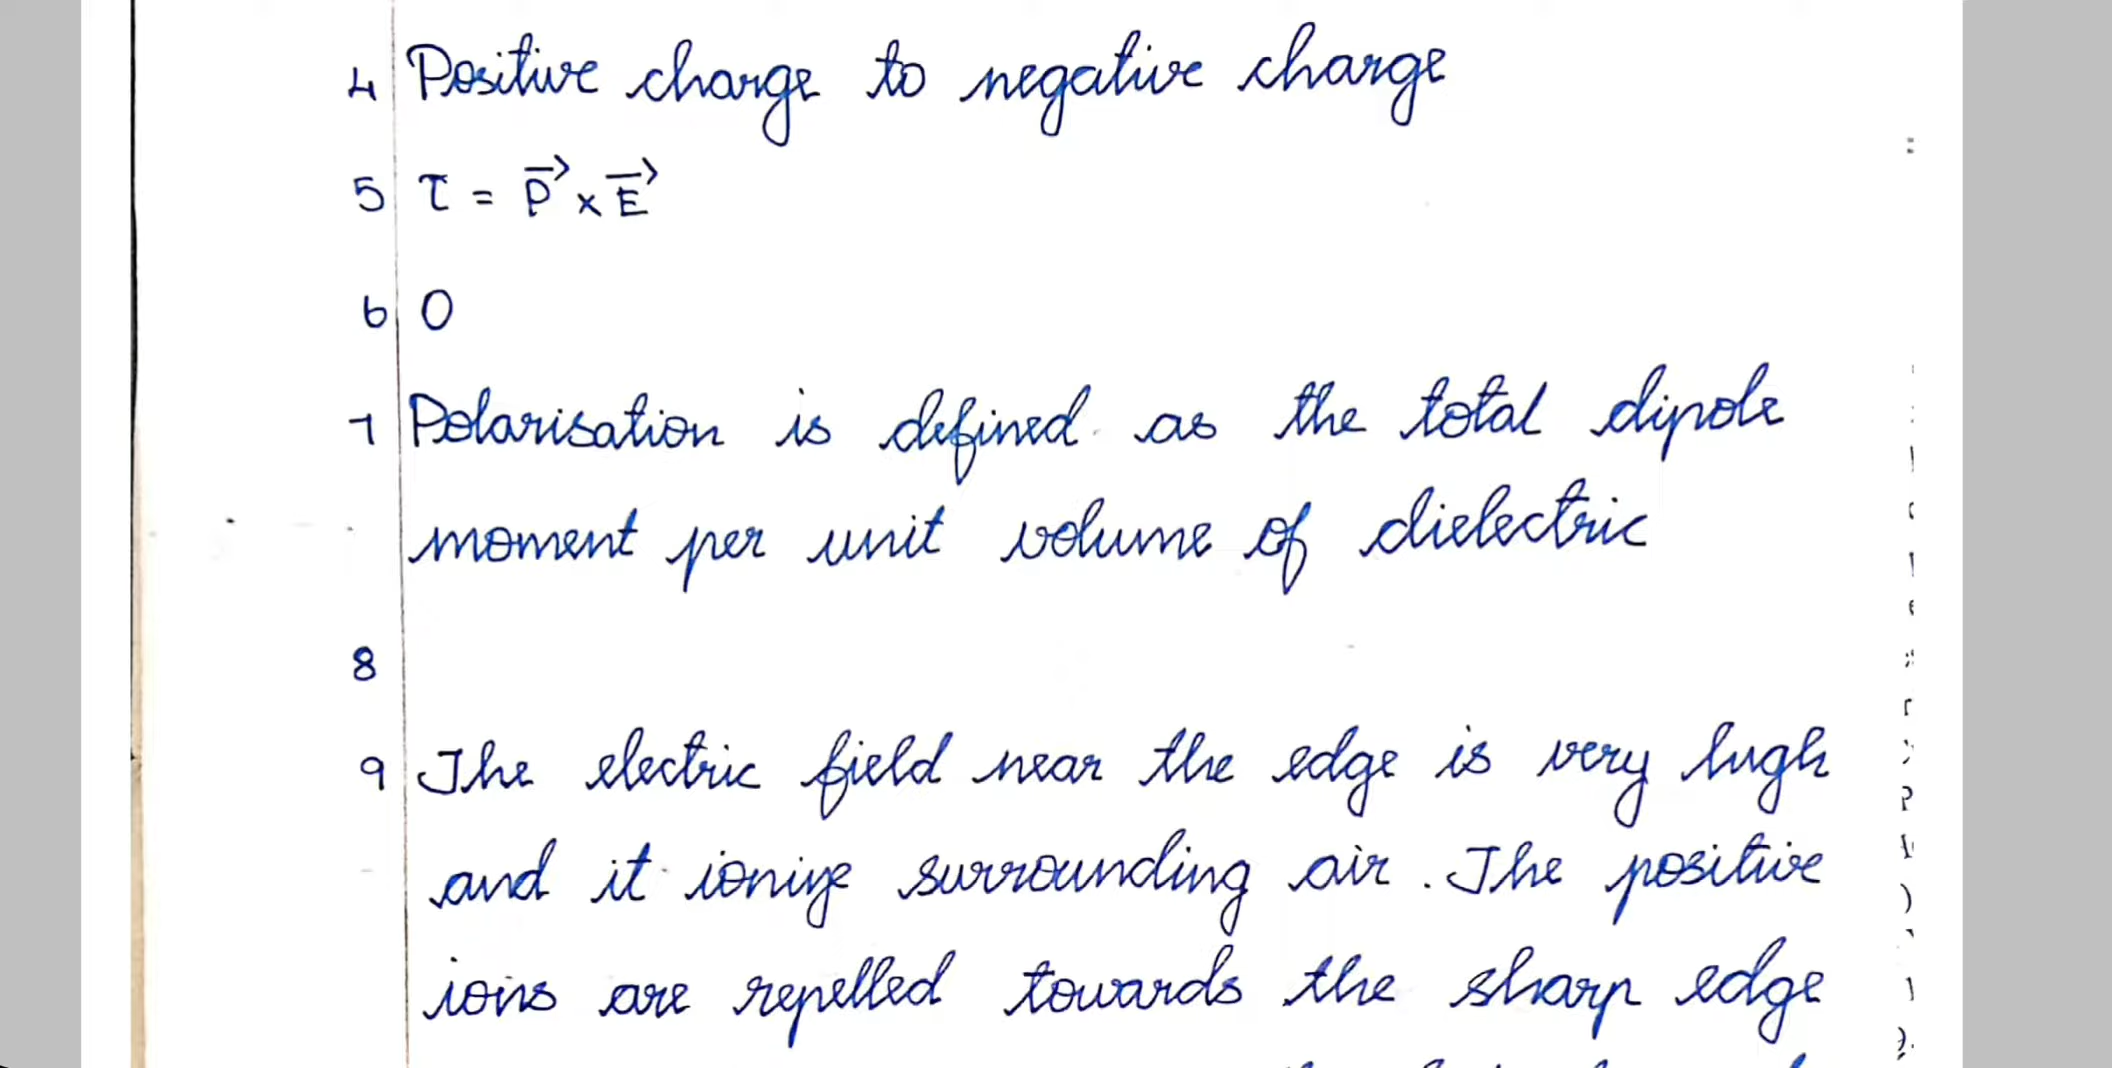 4 Positive charge to negative charge
5 τ = P⃗ × E⃗
6 0
7 Polarisation is defined as the total dipole
moment per unit volume of dielectric
8
9 The electric field near the edge is very high
and it ionize surrounding air. The positive
ions are repelled towards the sharp edge